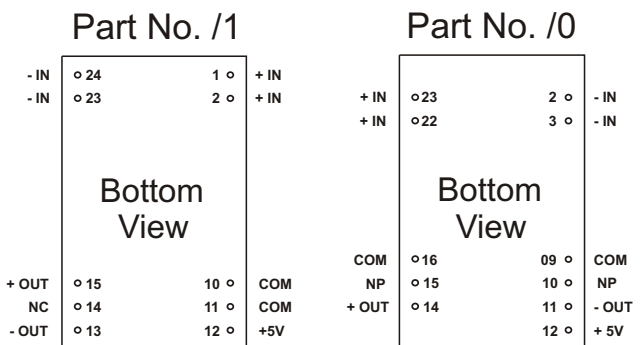 Part No. /1 Part No. /0
- IN 24 1 + IN
- IN 23 2 + IN
+ IN 23 2 - IN
+ IN 22 3 - IN
Bottom View
Bottom View
COM 16 09 COM
+ OUT 15 10 COM
NP 15 10 NP
NC 14 11 COM
+ OUT 14 11 - OUT
- OUT 13 12 +5V
12 + 5V